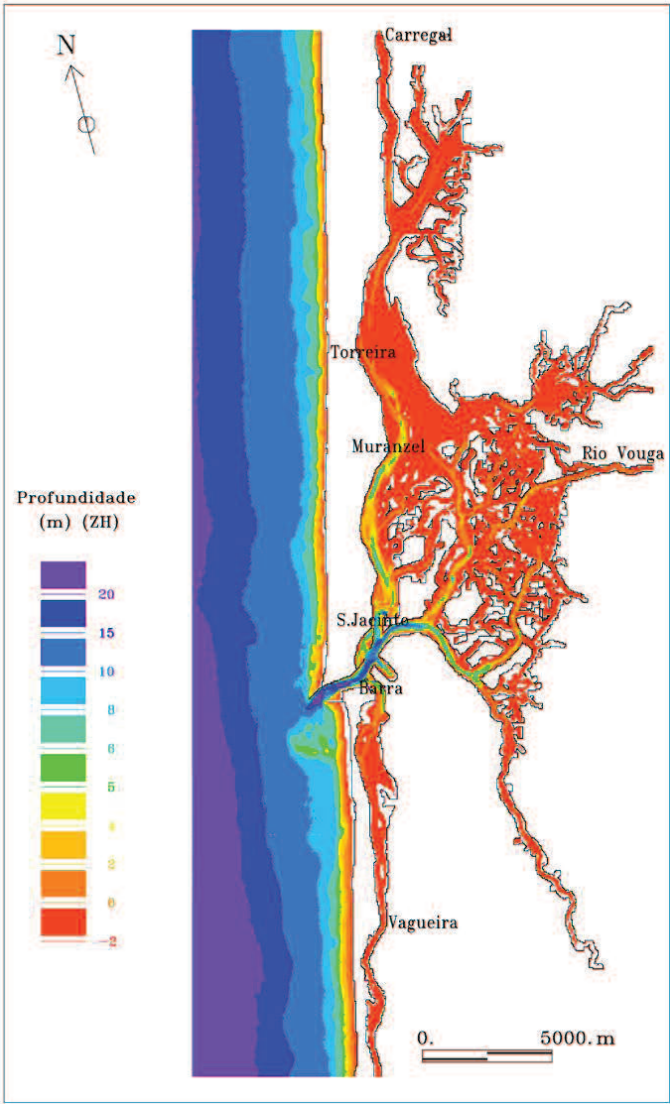 Carregal
N
Torreira
Muranzel
Rio Vouga
Profundidade
(m) (ZH)
20
15
10
8
6
5
4
2
0
-2
S.Jacinto
Barra
Vagueira
0. 5000.m